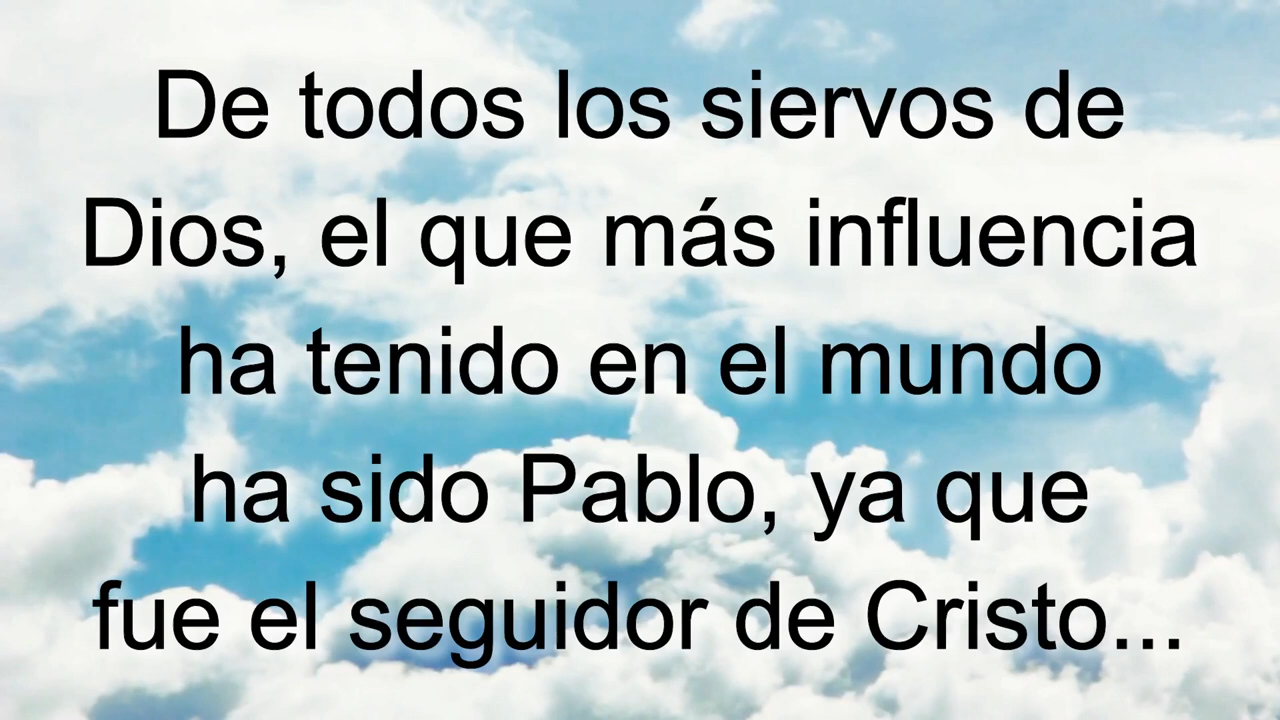 De todos los siervos de
Dios, el que más influencia
ha tenido en el mundo
ha sido Pablo, ya que
fue el seguidor de Cristo...